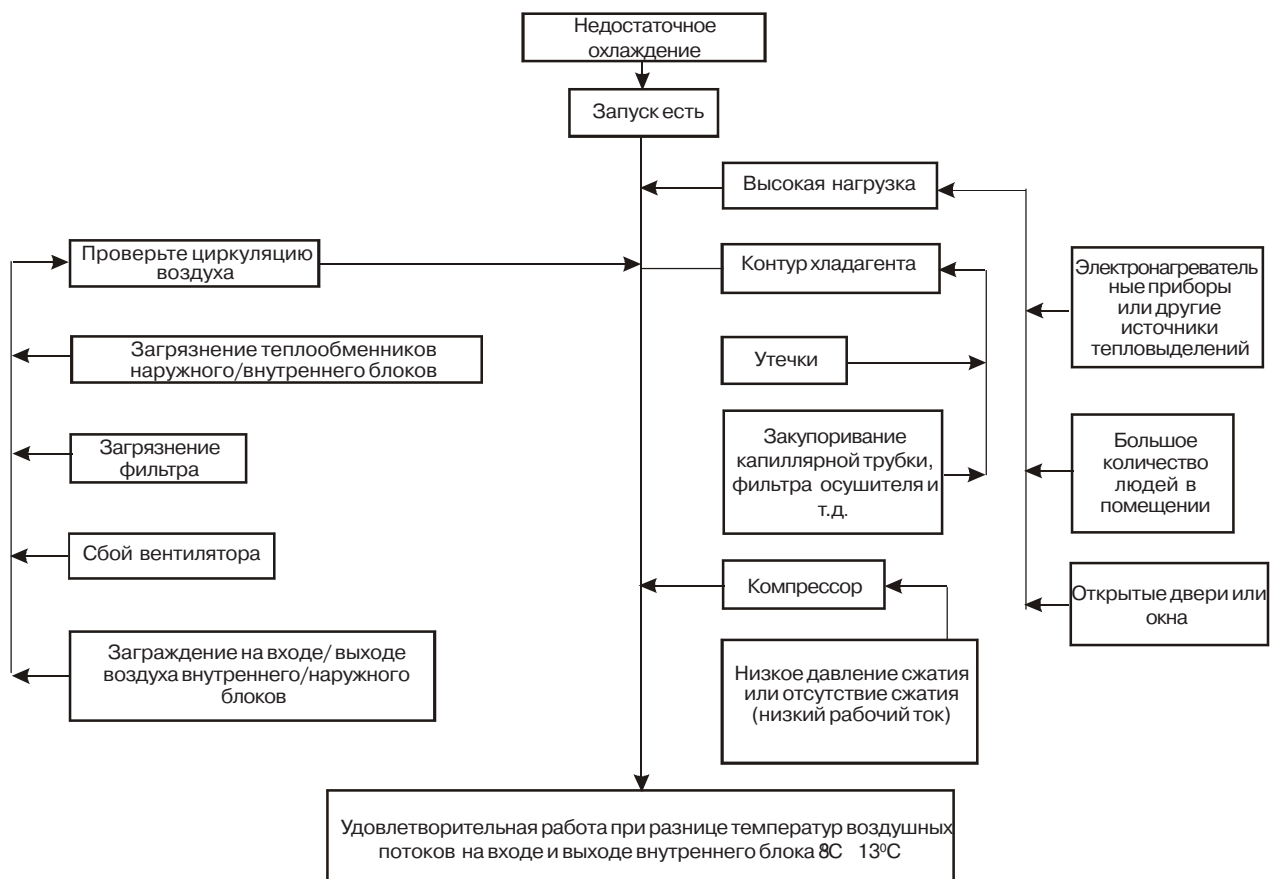 Недостаточное
охлаждение
Запуск есть
Высокая нагрузка
Проверьте циркуляцию
воздуха
Контур хладагента
Электронагреватель
ные приборы
или другие
источники
тепловыделений
Загрязнение теплообменников
наружного/внутреннего блоков
Утечки
Загрязнение
фильтра
Закупоривание
капиллярной трубки,
фильтра осушителя и
т.д.
Большое
количество
людей в
помещении
Сбой вентилятора
Компрессор
Открытые двери или
окна
Заграждение на входе/ выходе
воздуха внутреннего/наружного
блоков
Низкое давление сжатия
или отсутствие сжатия
(низкий рабочий ток)
Удовлетворительная работа при разнице температур воздушных
потоков на входе и выходе внутреннего блока 8C 13⁰C